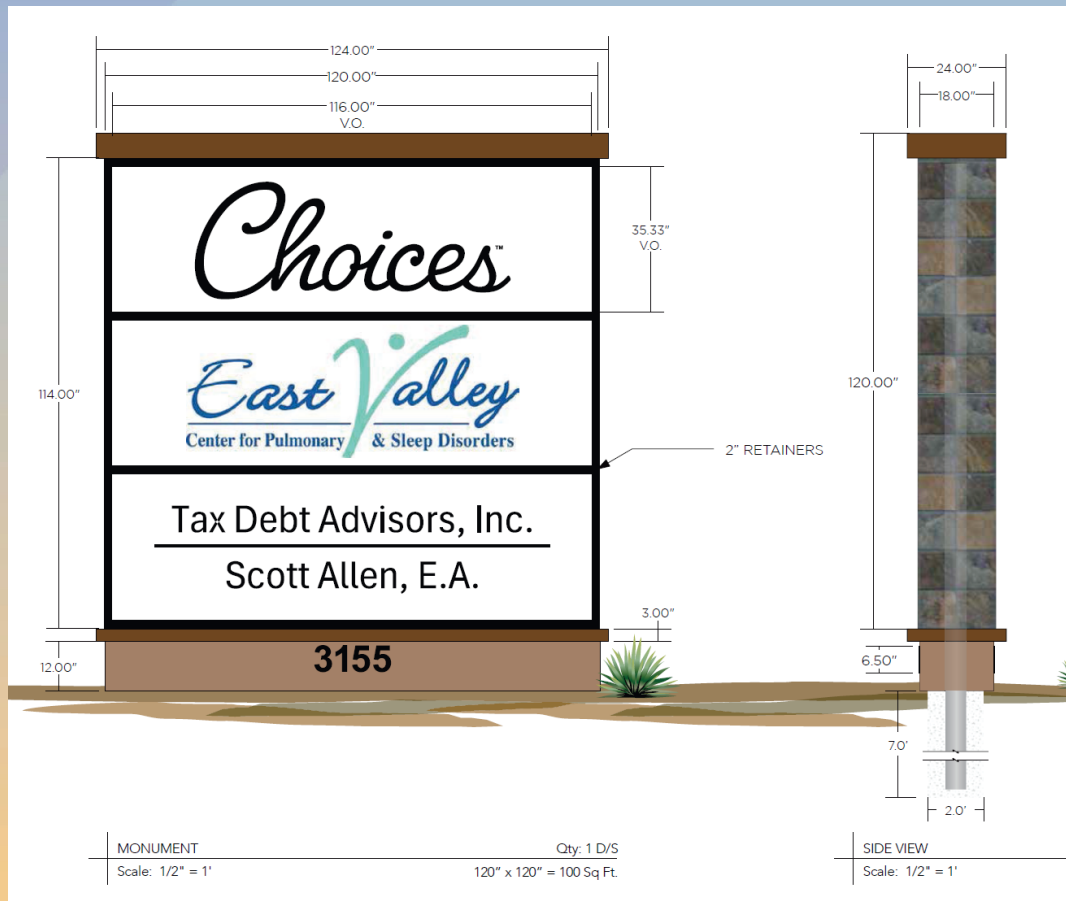 124.00"
120.00"
116.00"
V.O.
24.00"
18.00"
Choices™
35.33"
V.O.
East Valley
Center for Pulmonary & Sleep Disorders
114.00"
120.00"
2" RETAINERS
Tax Debt Advisors, Inc.
Scott Allen, E.A.
3.00"
12.00"
3155
6.50"
7.0'
2.0'
MONUMENT
Qty: 1 D/S
Scale: 1/2" = 1'
120" x 120" = 100 Sq Ft.
SIDE VIEW
Scale: 1/2" = 1'